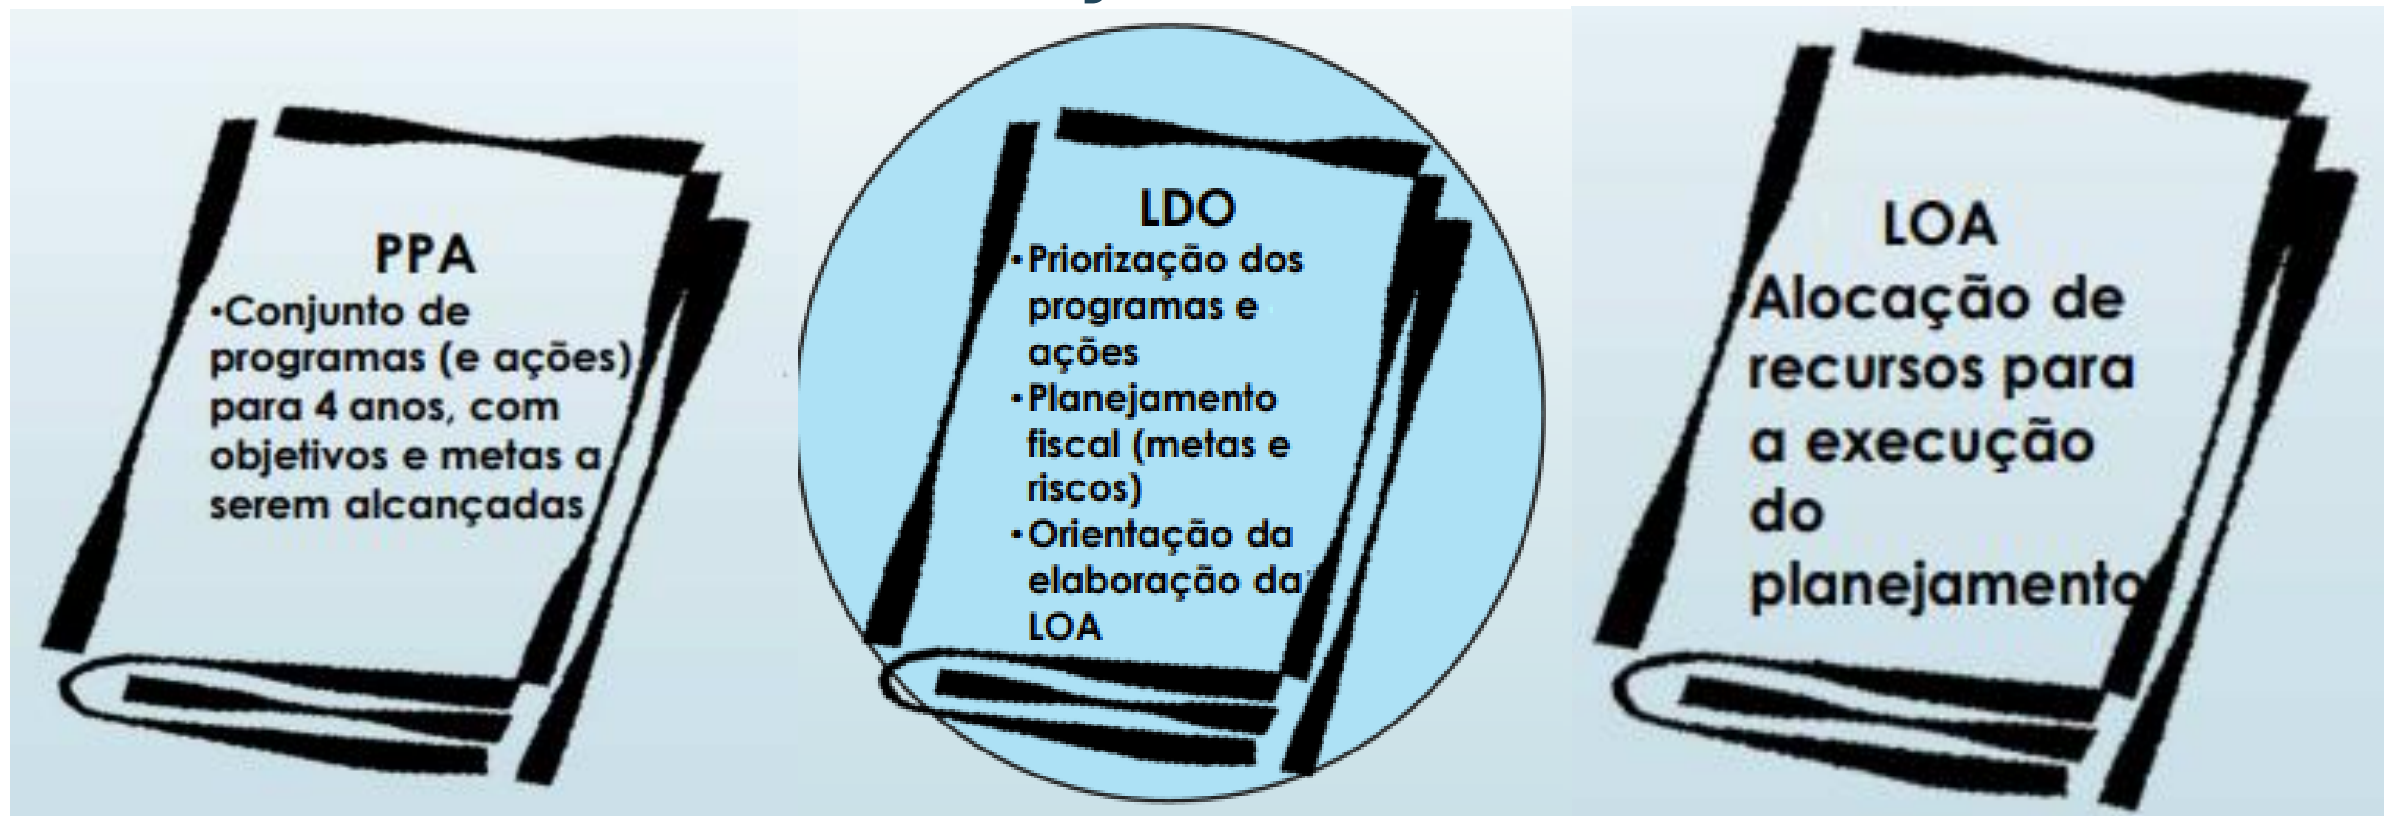 PPA
•Conjunto de
programas (e ações)
para 4 anos, com
objetivos e metas a
serem alcançadas
LDO
•Priorização dos
programas e
ações
•Planejamento
fiscal (metas e
riscos)
•Orientação da
elaboração da
LOA
LOA
Alocação de
recursos para
a execução
do
planejamento